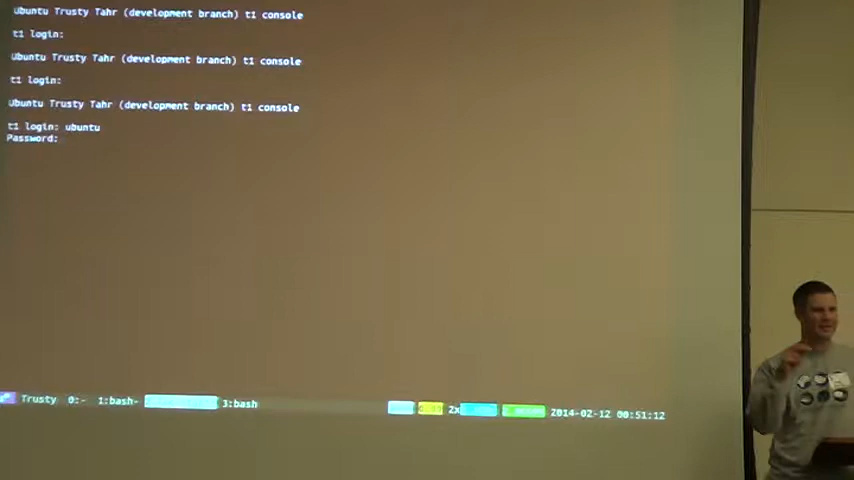 Ubuntu Trusty Tahr (development branch) t1 console
t1 login:
Ubuntu Trusty Tahr (development branch) t1 console
t1 login:
Ubuntu Trusty Tahr (development branch) t1 console
t1 login: ubuntu
Password:
Trusty 0:- 1:bash- 3:bash 2x 2014-02-12 00:51:12